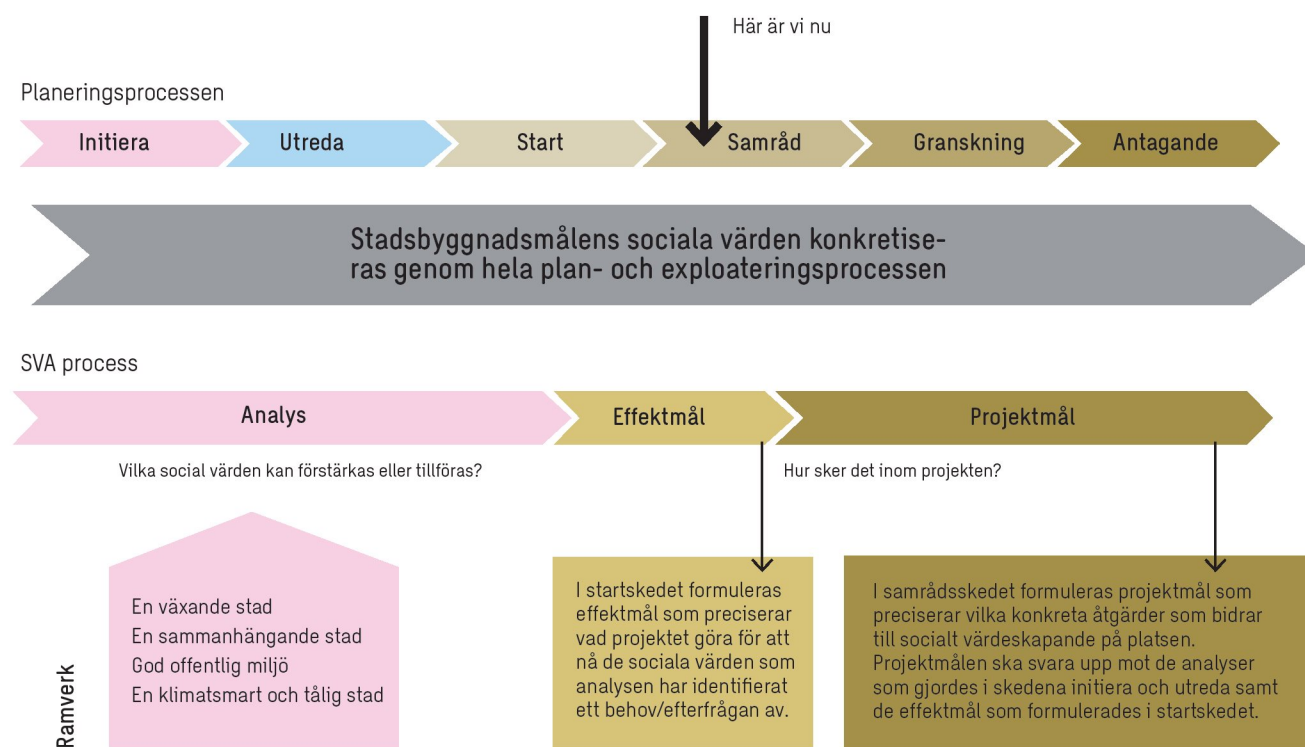 Här är vi nu
Planeringsprocessen
Initiera
Utreda
Start
Samråd
Granskning
Antagande
Stadsbyggnadsmålens sociala värden konkretise-
ras genom hela plan- och exploateringsprocessen
SVA process
Analys
Effektmål
Projektmål
Vilka social värden kan förstärkas eller tillföras?
Hur sker det inom projekten?
Ramverk
En växande stad
En sammanhängande stad
God offentlig miljö
En klimatsmart och tålig stad
I startskedet formuleras
effektmål som preciserar
vad projektet göra för att
nå de sociala värden som
analysen har identifierat
ett behov/efterfrågan av.
I samrådsskedet formuleras projektmål som
preciserar vilka konkreta åtgärder som bidrar
till socialt värdeskapande på platsen.
Projektmålen ska svara upp mot de analyser
som gjordes i skedena initiera och utreda samt
de effektmål som formulerades i startskedet.